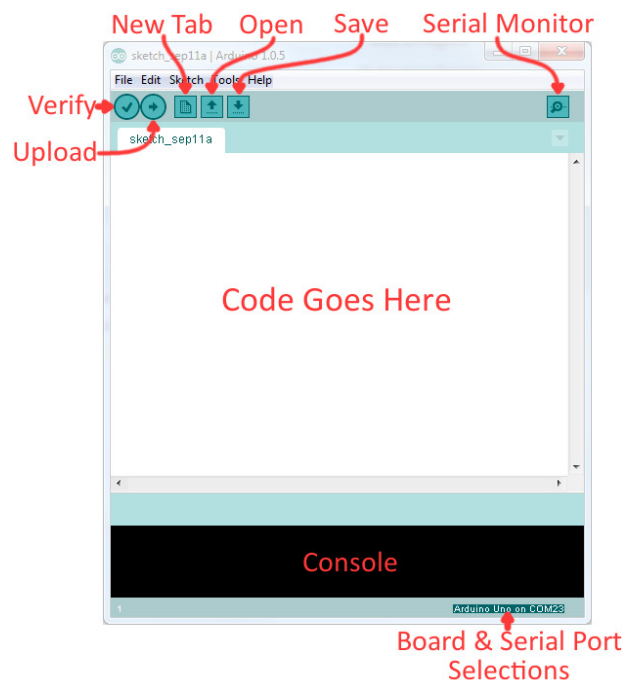 New Tab Open Save Serial Monitor
sketch_sep11a | Arduino 1.0.5
File Edit Sketch Tools Help
Verify
Upload
sketch_sep11a
Code Goes Here
Console
1
Arduino Uno on COM23
Board & Serial Port
Selections